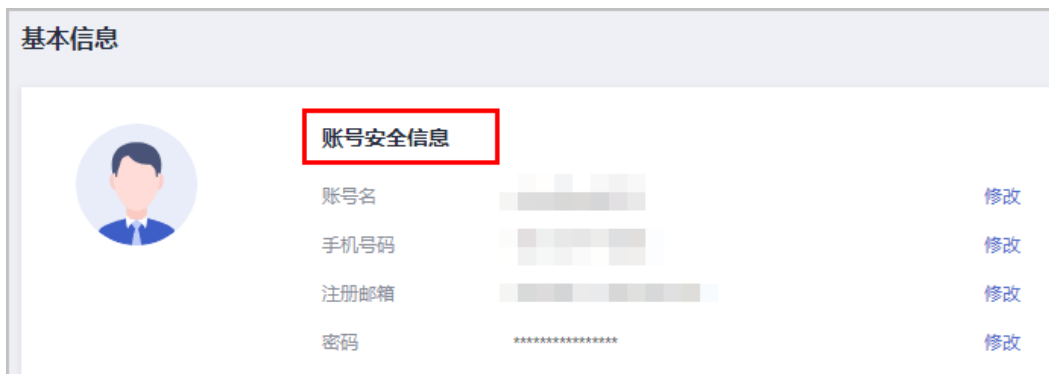 基本信息
账号安全信息
账号名 修改
手机号码 修改
注册邮箱 修改
密码 **************** 修改